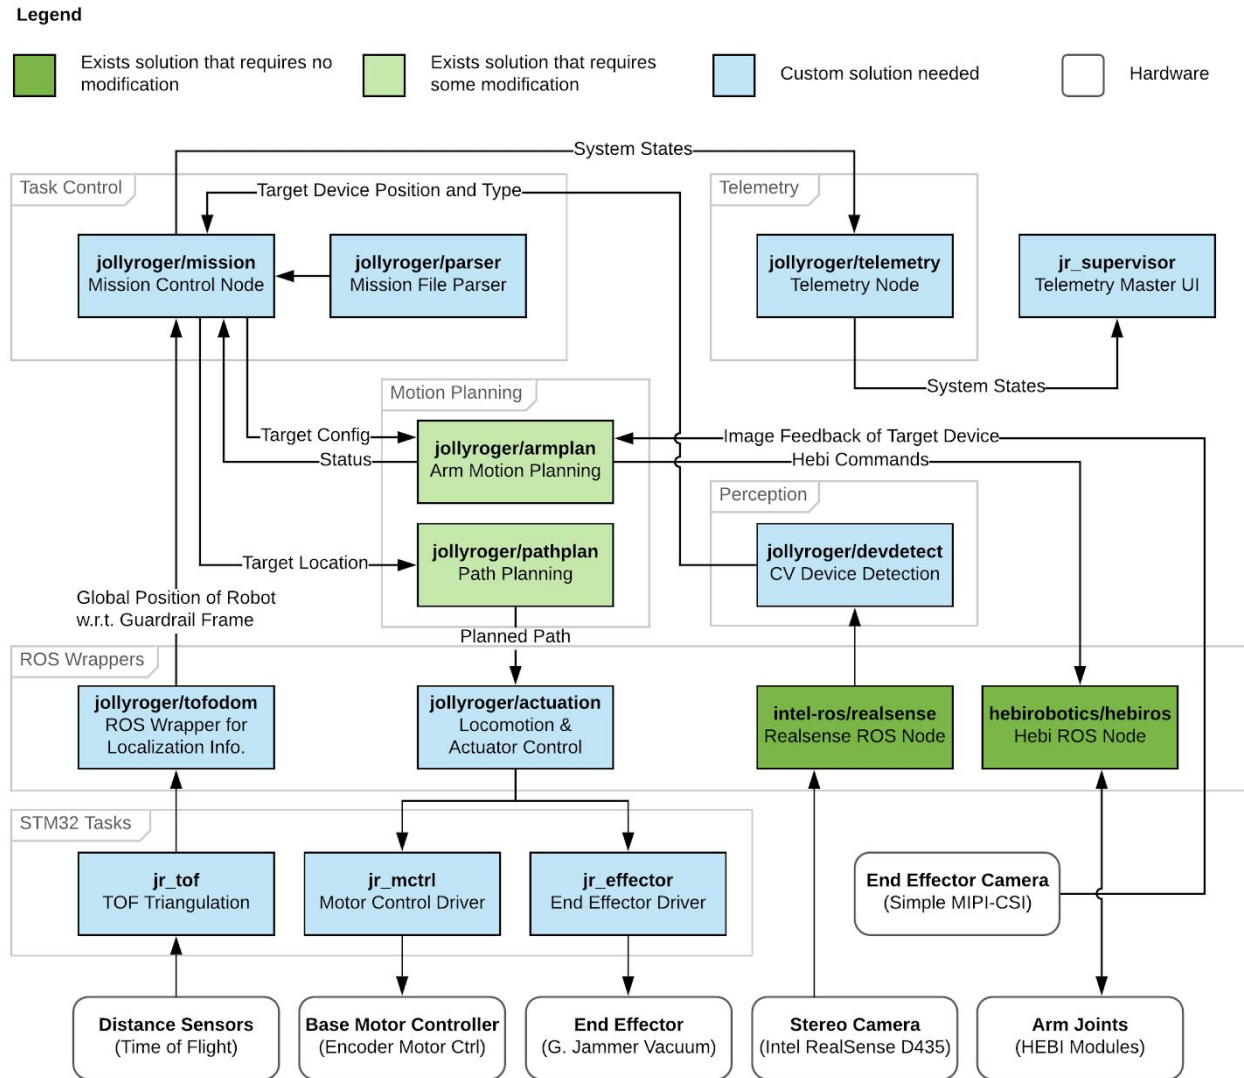 Legend
Exists solution that requires no
modification
Exists solution that requires
some modification
Custom solution needed
Hardware
System States
Task Control
Target Device Position and Type
Telemetry
jollyroger/mission
Mission Control Node
jollyroger/parser
Mission File Parser
jollyroger/telemetry
Telemetry Node
jr_supervisor
Telemetry Master UI
System States
Motion Planning
Target Config
Status
jollyroger/armplan
Arm Motion Planning
Image Feedback of Target Device
Hebi Commands
Perception
jollyroger/pathplan
Path Planning
jollyroger/devdetect
CV Device Detection
Target Location
Global Position of Robot
w.r.t. Guardrail Frame
Planned Path
ROS Wrappers
jollyroger/tofodom
ROS Wrapper for
Localization Info.
jollyroger/actuation
Locomotion &
Actuator Control
intel-ros/realsense
Realsense ROS Node
hebirobotics/hebiros
Hebi ROS Node
STM32 Tasks
jr_tof
TOF Triangulation
jr_mctrl
Motor Control Driver
jr_effector
End Effector Driver
End Effector Camera
(Simple MIPI-CSI)
Distance Sensors
(Time of Flight)
Base Motor Controller
(Encoder Motor Ctrl)
End Effector
(G. Jammer Vacuum)
Stereo Camera
(Intel RealSense D435)
Arm Joints
(HEBI Modules)